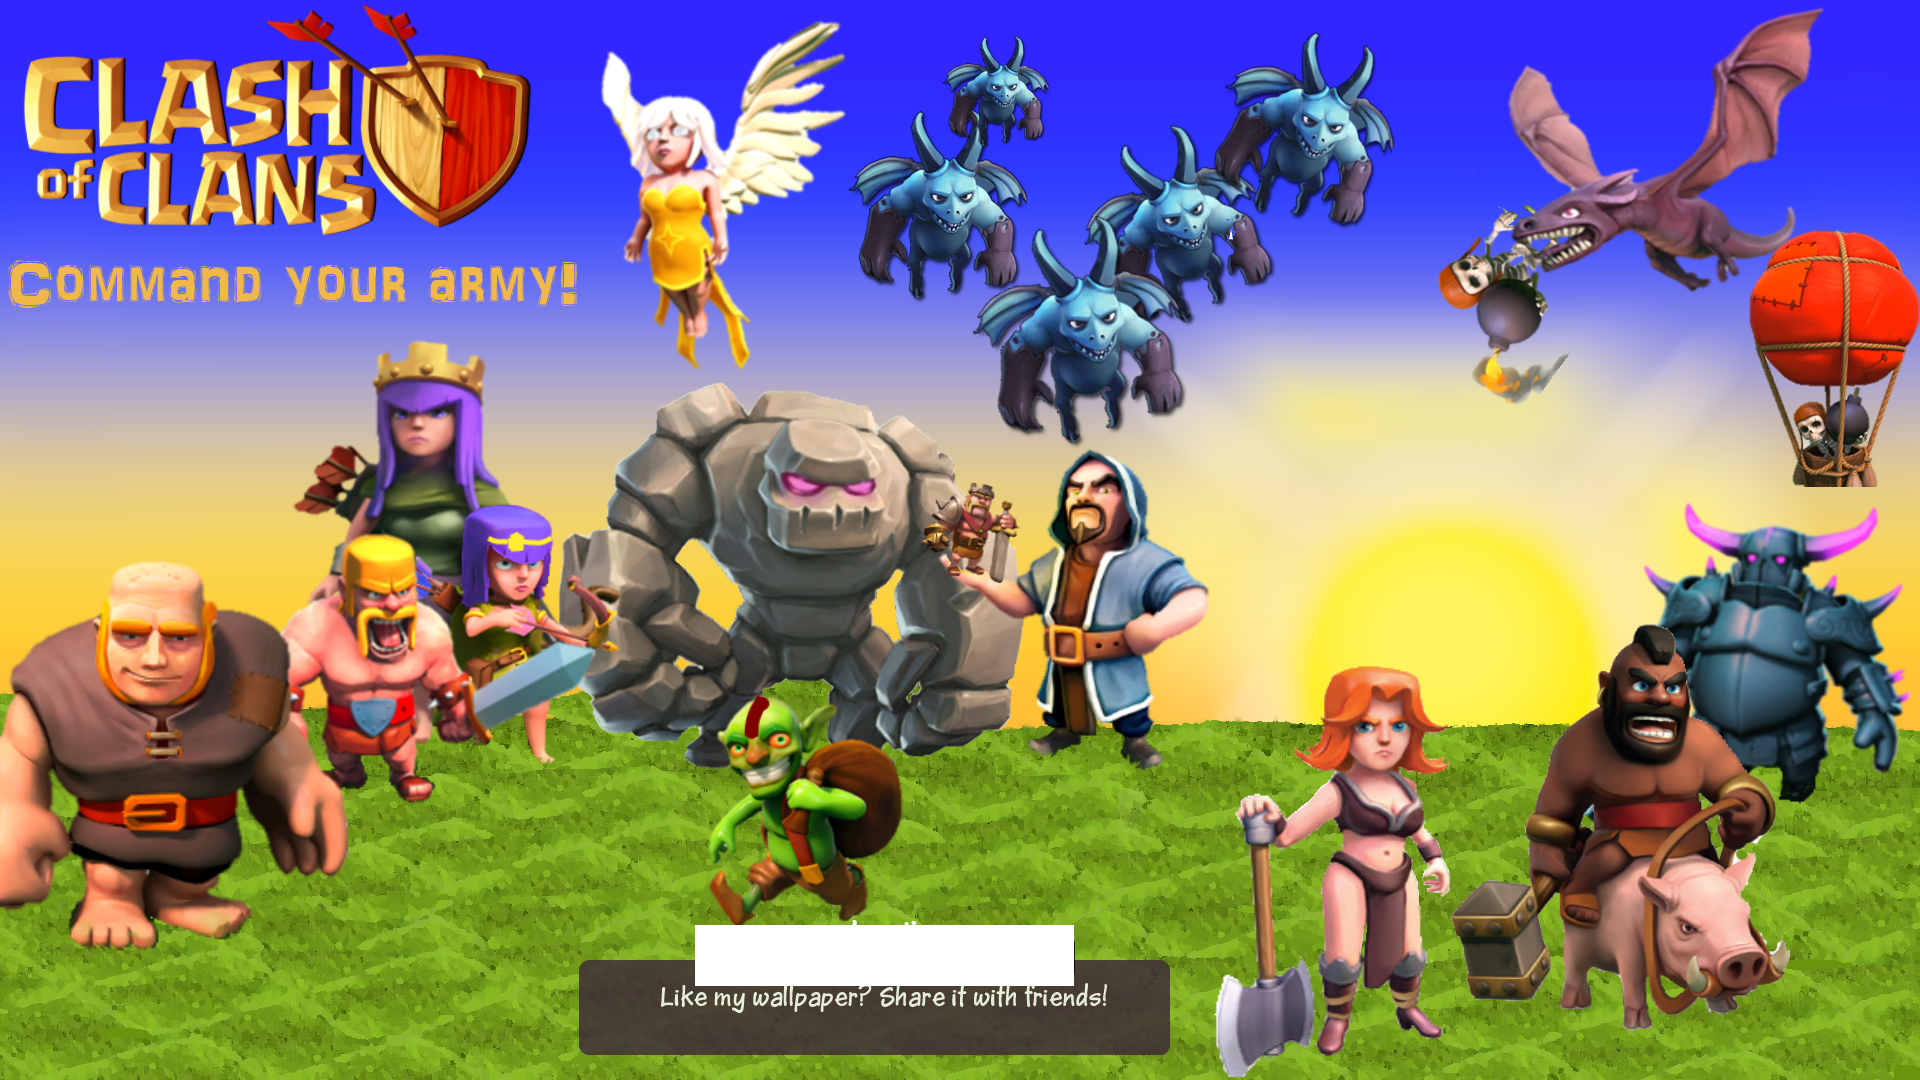 CLASH
OF CLANS
COMMAND YOUR ARMY!
Like my wallpaper? Share it with friends!